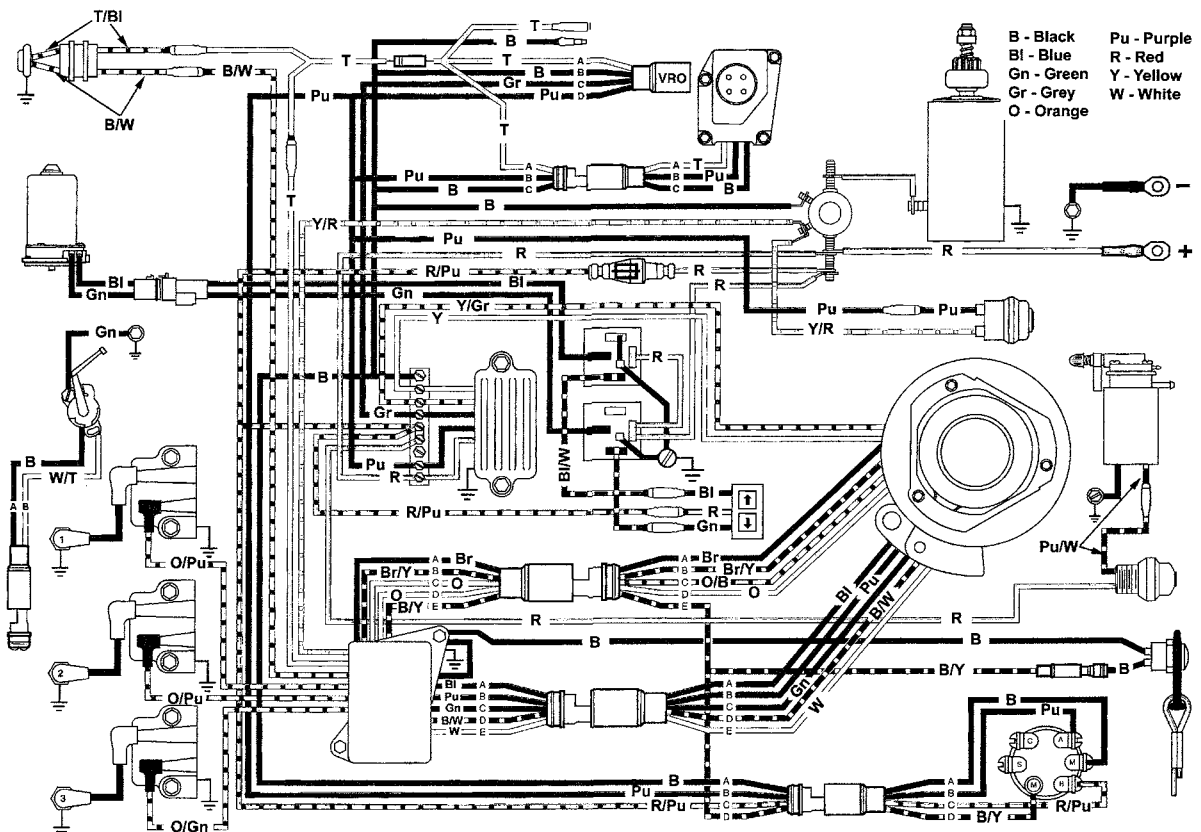 T/Bl
B/W
B/W
T
T
B
T
B
Gr
Pu
A
B
C
D
VRO
Pu
T
T
B - Black
Bl - Blue
Gn - Green
Gr - Grey
O - Orange
Pu - Purple
R - Red
Y - Yellow
W - White
Pu
B
A
B
C
A
B
C
T
Pu
B
B
Y/R
Pu
R
R
−
+
R/Pu
R
Bl
Gn
Bl
Gn
R
Y/Gr
Y
Pu
Pu
Y/R
Gn
R
B
Gr
Pu
R
Bl/W
B
W/T
A
B
R/Pu
Bl
R
Gn
1
O/Pu
Pu/W
A
B
C
D
E
Br
Br/Y
O
O
B/Y
A
B
C
D
E
Br
Br/Y
O/B
O
Bl
Pu
B/W
Gn
W
R
R
B
B
B/Y
B
2
O/Pu
Bl
Pu
Gn
B/W
W
A
B
C
D
E
A
B
C
D
E
3
O/Gn
B
Pu
R/Pu
A
B
C
D
A
B
C
D
B
Pu
C
A
S
M
M
B
R/Pu
B/Y